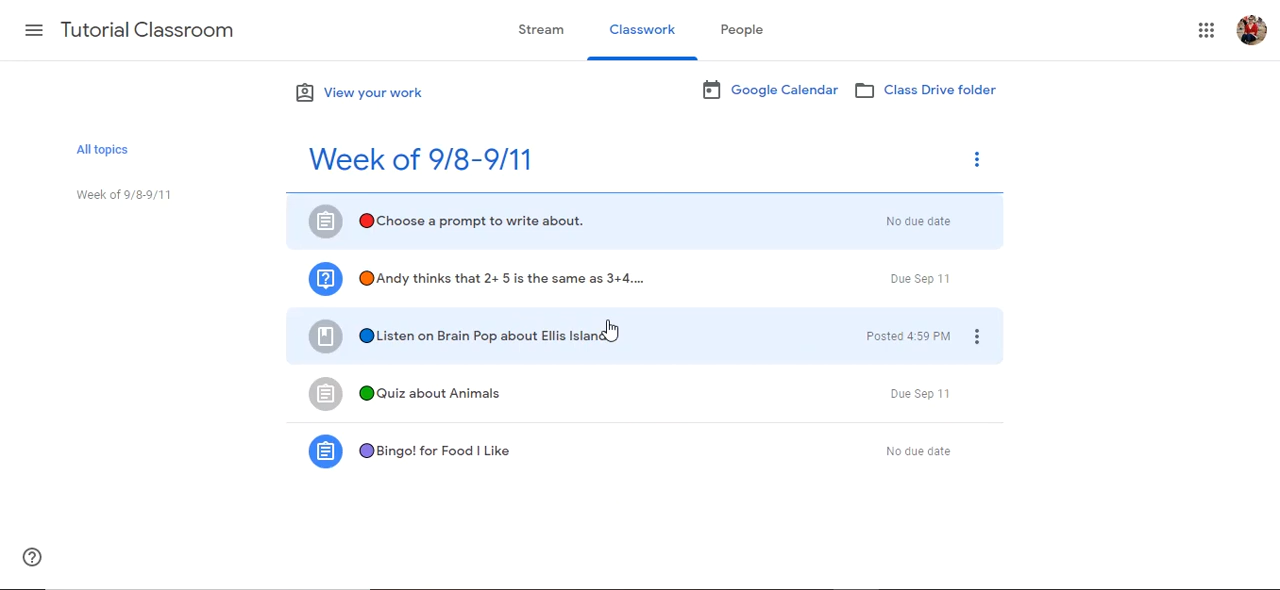 Tutorial Classroom
Stream Classwork People
View your work
Google Calendar Class Drive folder
All topics
Week of 9/8-9/11
Week of 9/8-9/11
Choose a prompt to write about. No due date
Andy thinks that 2+ 5 is the same as 3+4.... Due Sep 11
Listen on Brain Pop about Ellis Island Posted 4:59 PM
Quiz about Animals Due Sep 11
Bingo! for Food I Like No due date